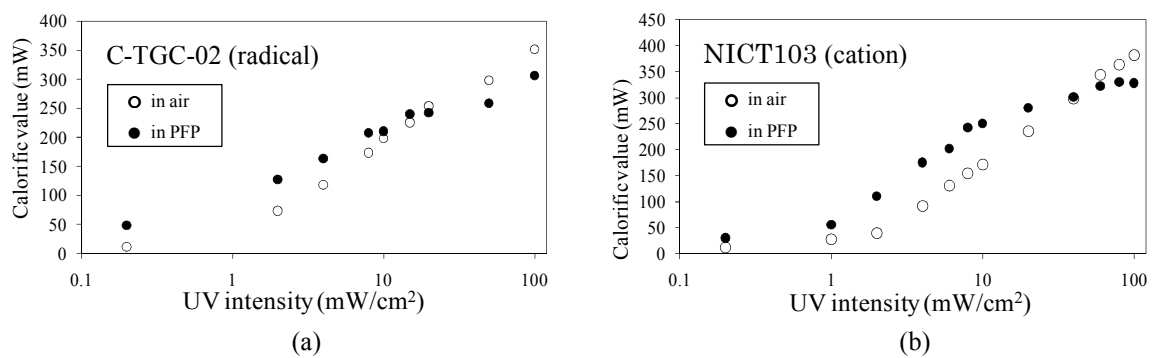 C-TGC-02 (radical)
in air
in PFP
Calorific value (mW)
400
350
300
250
200
150
100
50
0
0.1
1
10
100
UV intensity (mW/cm²)
(a)
NICT103 (cation)
in air
in PFP
Calorific value (mW)
450
400
350
300
250
200
150
100
50
0
0.1
1
10
100
UV intensity (mW/cm²)
(b)